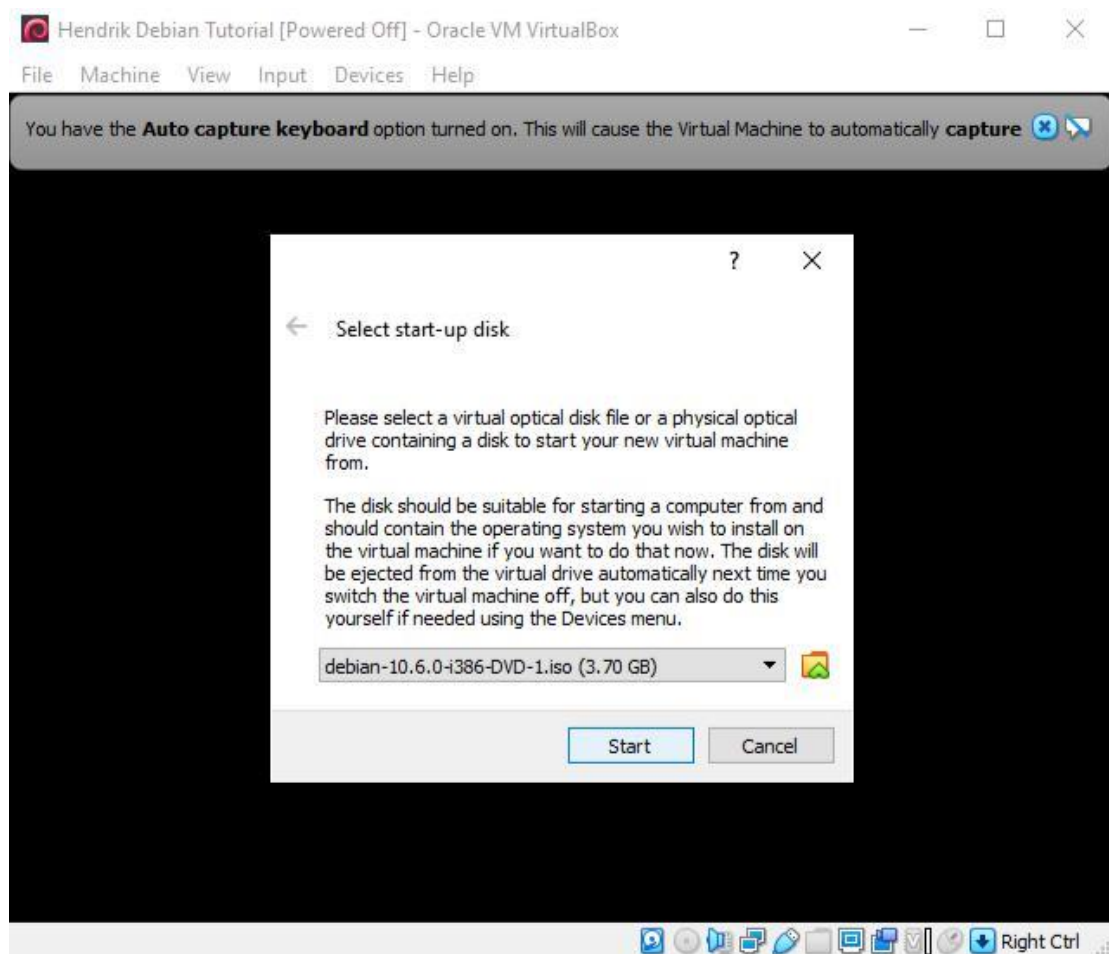 Hendrik Debian Tutorial [Powered Off] - Oracle VM VirtualBox
File Machine View Input Devices Help
You have the Auto capture keyboard option turned on. This will cause the Virtual Machine to automatically capture
?
Select start-up disk
Please select a virtual optical disk file or a physical optical
drive containing a disk to start your new virtual machine
from.
The disk should be suitable for starting a computer from and
should contain the operating system you wish to install on
the virtual machine if you want to do that now. The disk will
be ejected from the virtual drive automatically next time you
switch the virtual machine off, but you can also do this
yourself if needed using the Devices menu.
debian-10.6.0-i386-DVD-1.iso (3.70 GB)
Start Cancel
Right Ctrl